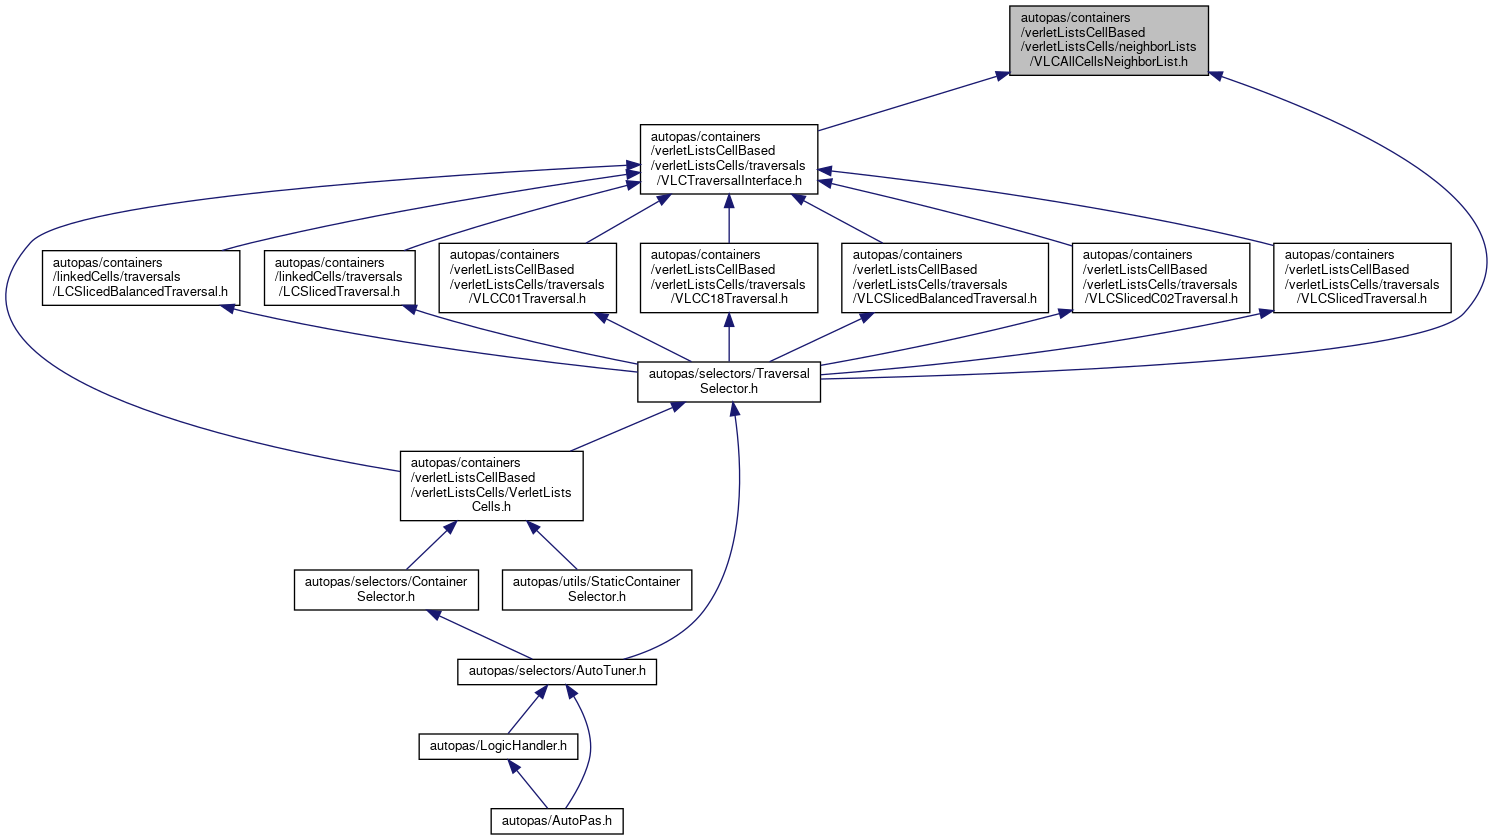 autopas/containers
/verletListsCellBased
/verletListsCells/neighborLists
/VLCAllCellsNeighborList.h
autopas/containers
/verletListsCellBased
/verletListsCells/traversals
/VLCTraversalInterface.h
autopas/containers
/linkedCells/traversals
/LCSlicedBalancedTraversal.h
autopas/containers
/linkedCells/traversals
/LCSlicedTraversal.h
autopas/containers
/verletListsCellBased
/verletListsCells/traversals
/VLCC01Traversal.h
autopas/containers
/verletListsCellBased
/verletListsCells/traversals
/VLCC18Traversal.h
autopas/containers
/verletListsCellBased
/verletListsCells/traversals
/VLCSlicedBalancedTraversal.h
autopas/containers
/verletListsCellBased
/verletListsCells/traversals
/VLCSlicedC02Traversal.h
autopas/containers
/verletListsCellBased
/verletListsCells/traversals
/VLCSlicedTraversal.h
autopas/selectors/Traversal
Selector.h
autopas/containers
/verletListsCellBased
/verletListsCells/VerletLists
Cells.h
autopas/selectors/Container
Selector.h
autopas/utils/StaticContainer
Selector.h
autopas/selectors/AutoTuner.h
autopas/LogicHandler.h
autopas/AutoPas.h